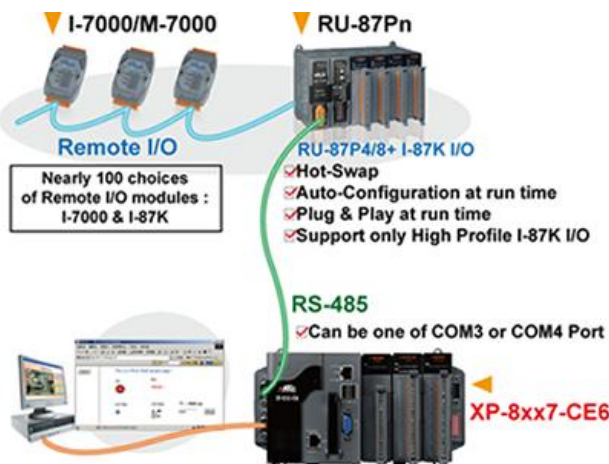 I-7000/M-7000
RU-87Pn
Remote I/O
RU-87P4/8+ I-87K I/O
Nearly 100 choices
of Remote I/O modules :
I-7000 & I-87K
Hot-Swap
Auto-Configuration at run time
Plug & Play at run time
Support only High Profile I-87K I/O
RS-485
Can be one of COM3 or COM4 Port
XP-8xx7-CE6